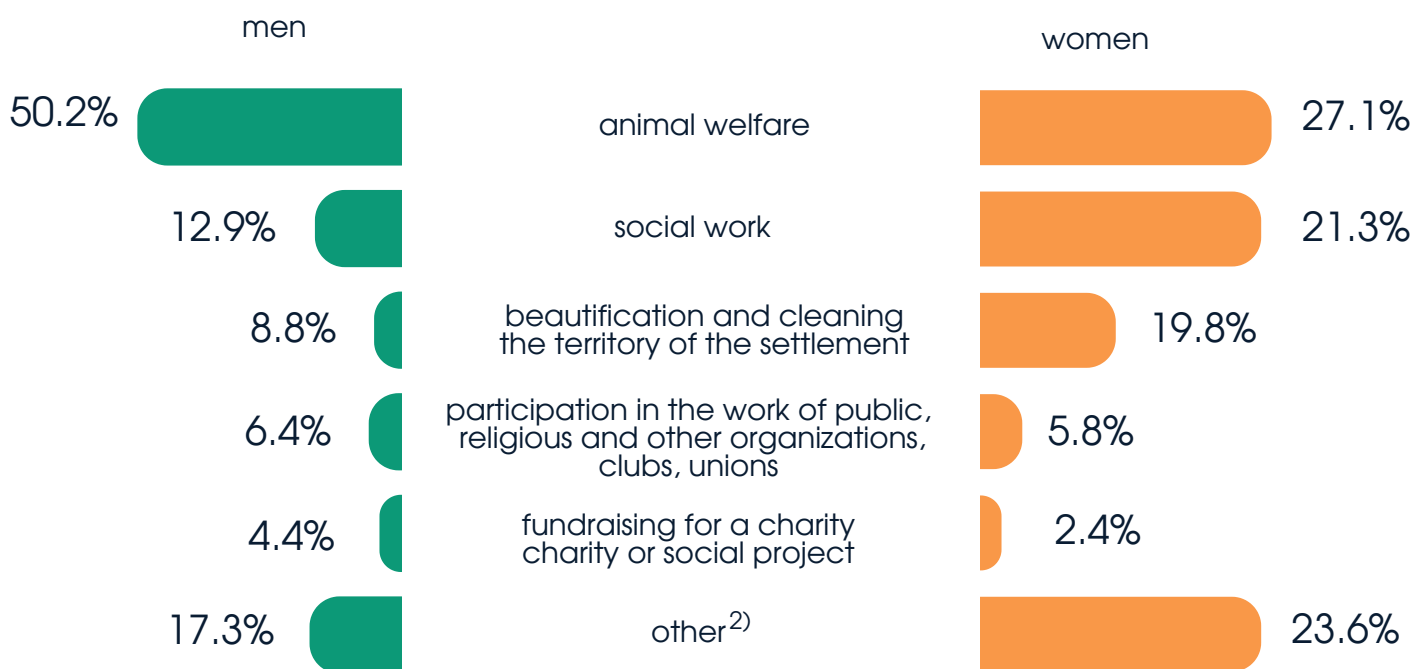 men
women
50.2%
animal welfare
27.1%
12.9%
social work
21.3%
8.8%
beautification and cleaning
the territory of the settlement
19.8%
6.4%
participation in the work of public,
religious and other organizations,
clubs, unions
5.8%
4.4%
fundraising for a charity
charity or social project
2.4%
17.3%
other2)
23.6%